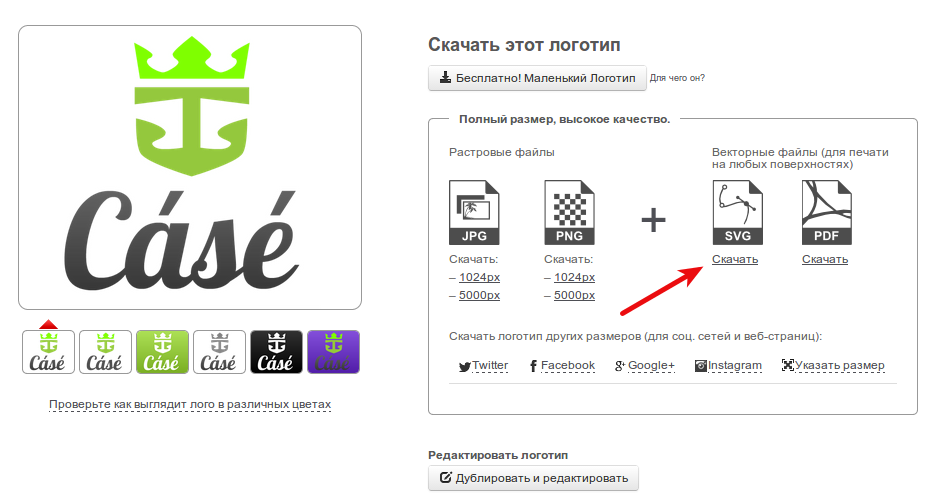 Cásé
Cásé
Cásé
Cásé
Cásé
Cásé
Cásé
Проверьте как выглядит лого в различных цветах
Скачать этот логотип
Бесплатно! Маленький Логотип Для чего он?
Полный размер, высокое качество.
Растровые файлы
Векторные файлы (для печати
на любых поверхностях)
JPG
PNG
+
SVG
PDF
Скачать:
– 1024px
– 5000px
Скачать:
– 1024px
– 5000px
Скачать
Скачать
Скачать логотип других размеров (для соц. сетей и веб-страниц):
Twitter Facebook Google+ Instagram Указать размер
Редактировать логотип
Дублировать и редактировать